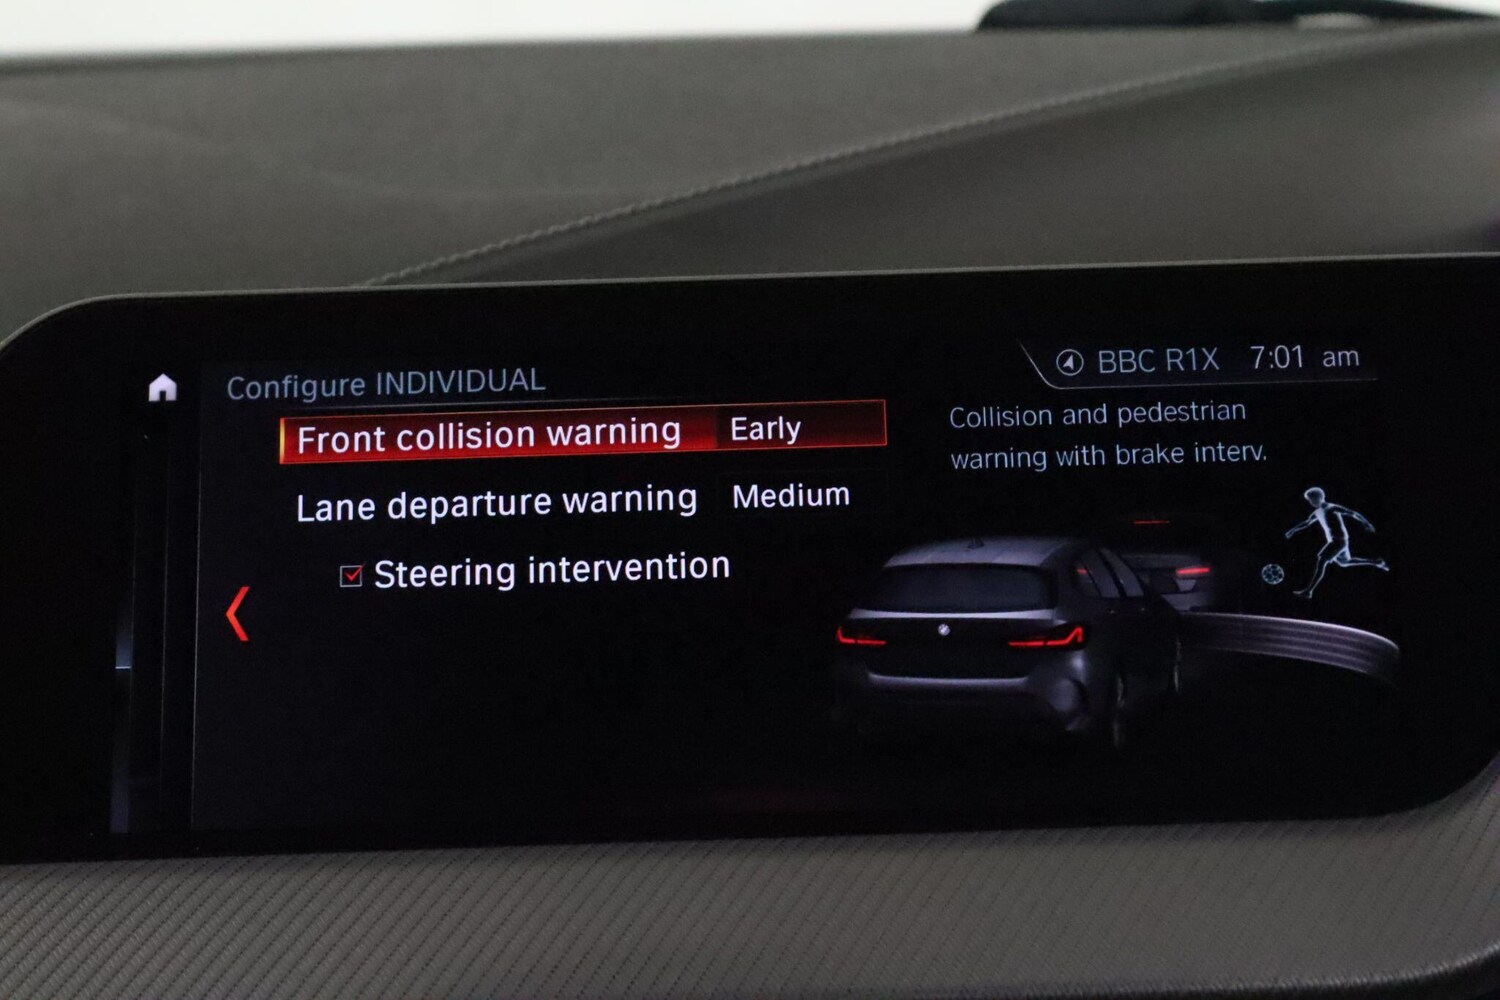 BBC R1X 7:01 am
Configure INDIVIDUAL
Front collision warning Early
Lane departure warning Medium
Steering intervention
Collision and pedestrian
warning with brake interv.